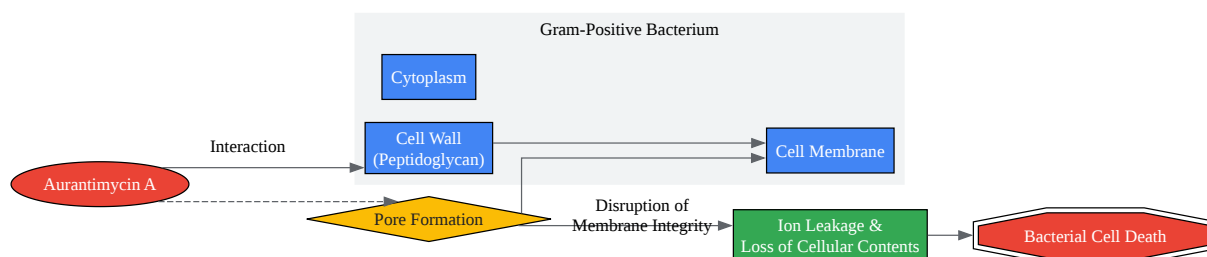 Gram-Positive Bacterium
Cytoplasm
Cell Wall
(Peptidoglycan)
Cell Membrane
Interaction
Aurantimycin A
Pore Formation
Disruption of
Membrane Integrity
Ion Leakage &
Loss of Cellular Contents
Bacterial Cell Death